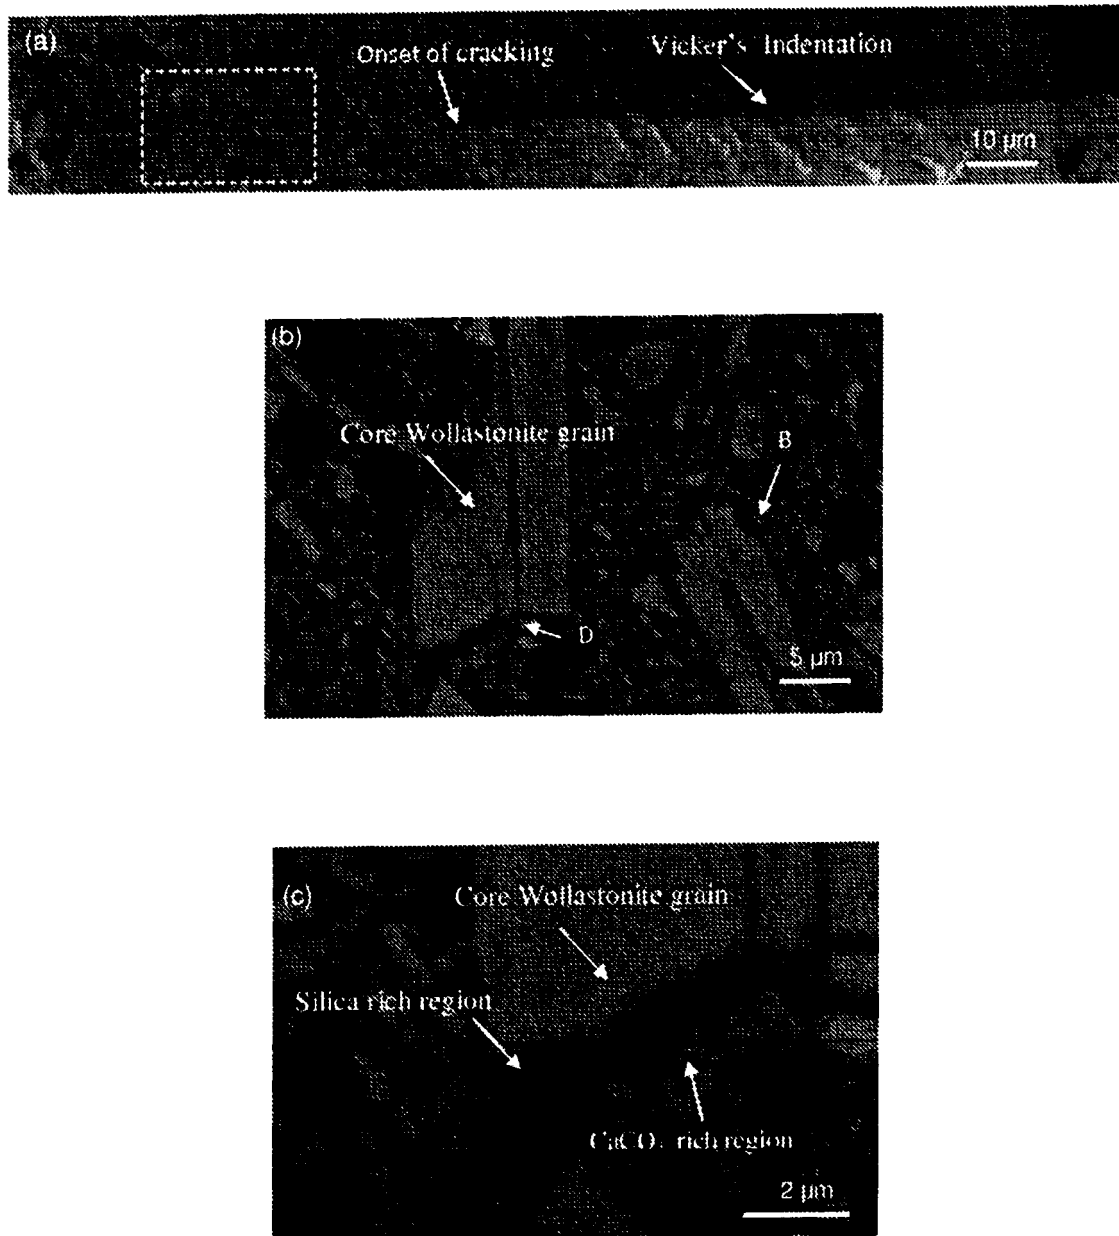 (a)
Onset of cracking
Vicker's Indentation
10 µm
(b)
Core Wollastonite grain
B
D
5 µm
(c)
Core Wollastonite grain
Silica rich region
CaCO₃ rich region
2 µm